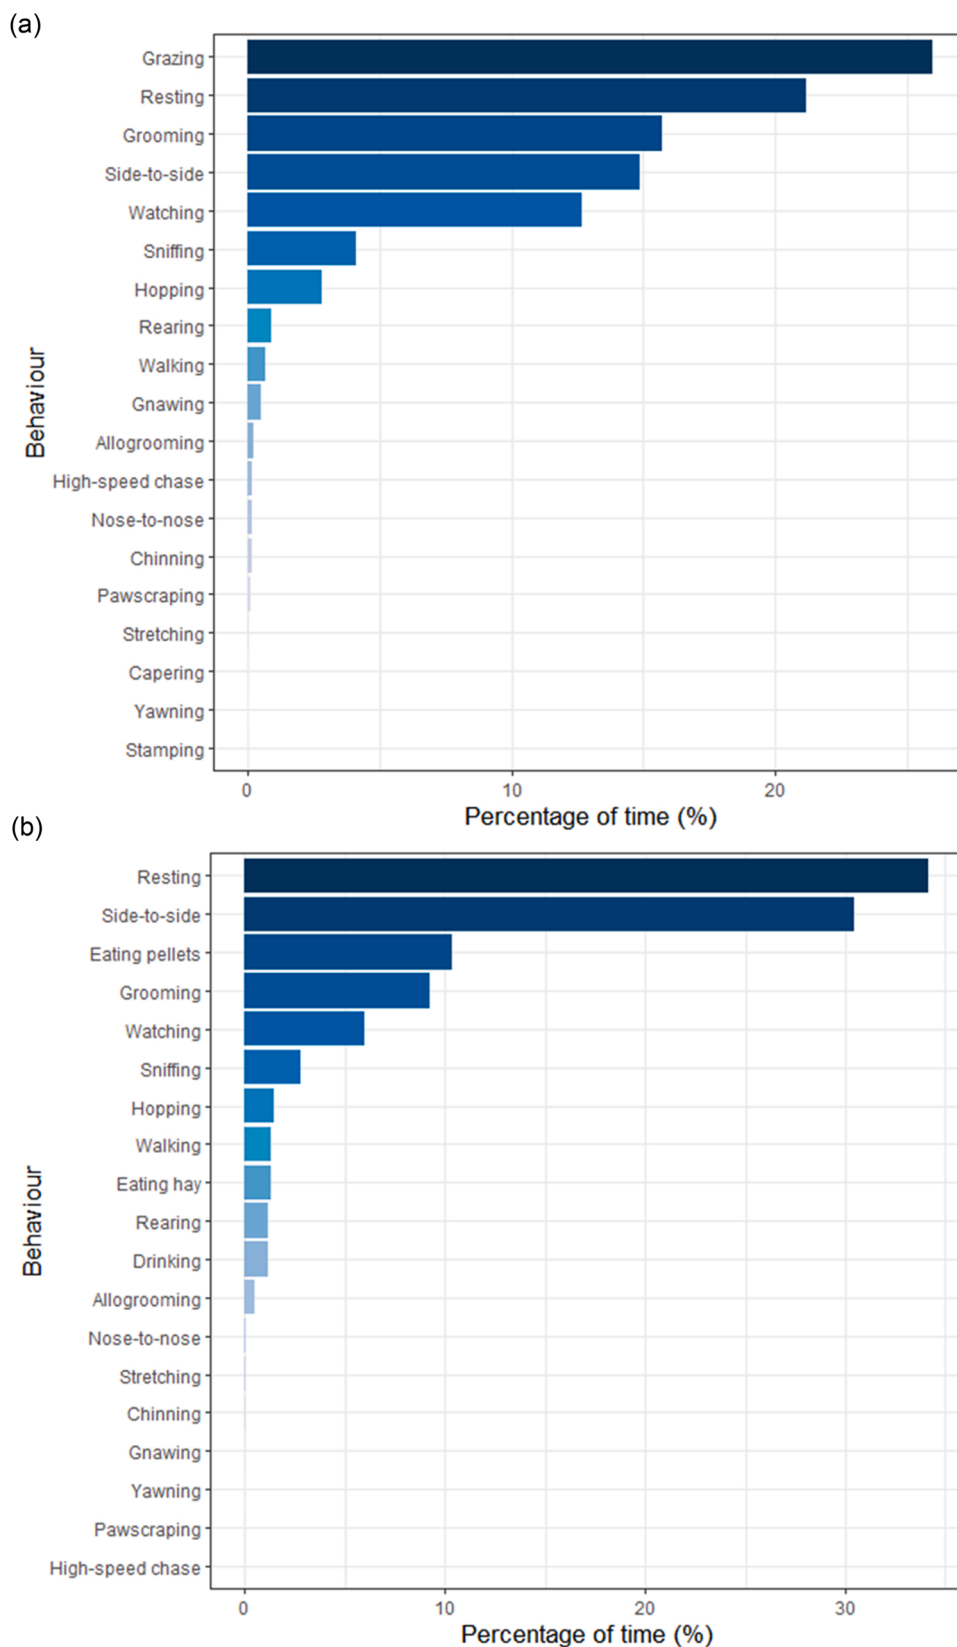 (a)
Grazing
Resting
Grooming
Side-to-side
Watching
Sniffing
Hopping
Rearing
Walking
Gnawing
Allogrooming
High-speed chase
Nose-to-nose
Chinning
Pawscraping
Stretching
Capering
Yawning
Stamping
Behaviour
0 10 20
Percentage of time (%)
(b)
Resting
Side-to-side
Eating pellets
Grooming
Watching
Sniffing
Hopping
Walking
Eating hay
Rearing
Drinking
Allogrooming
Nose-to-nose
Stretching
Chinning
Gnawing
Yawning
Pawscraping
High-speed chase
Behaviour
0 10 20 30
Percentage of time (%)